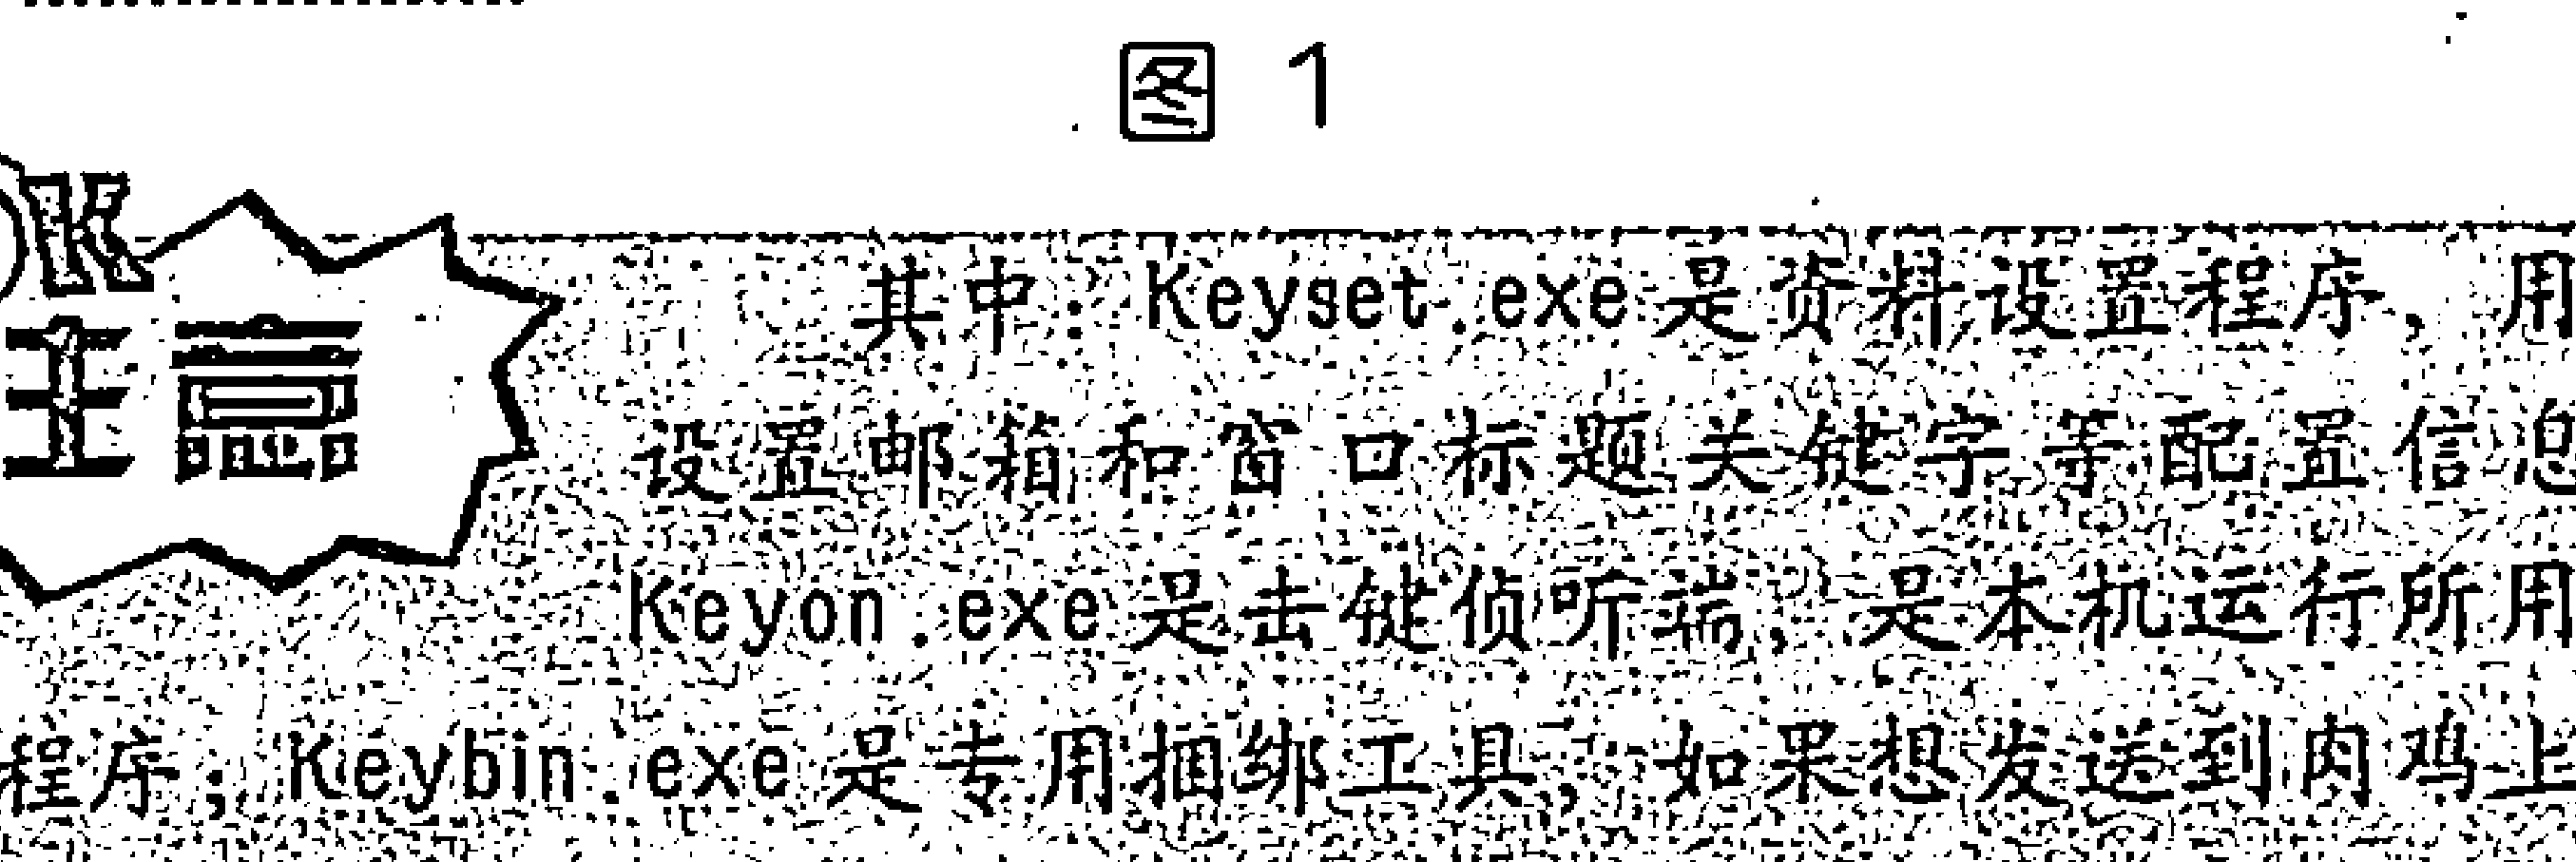 图 1
K
其中: Keyset.exe是资料设置程序, 用
设置邮箱和窗口标题关键字等配置信息
Keyon.exe是击键侦听端, 是本机运行所用
程序; Keybin.exe是专用捆绑工具, 如果想发送到肉鸡上